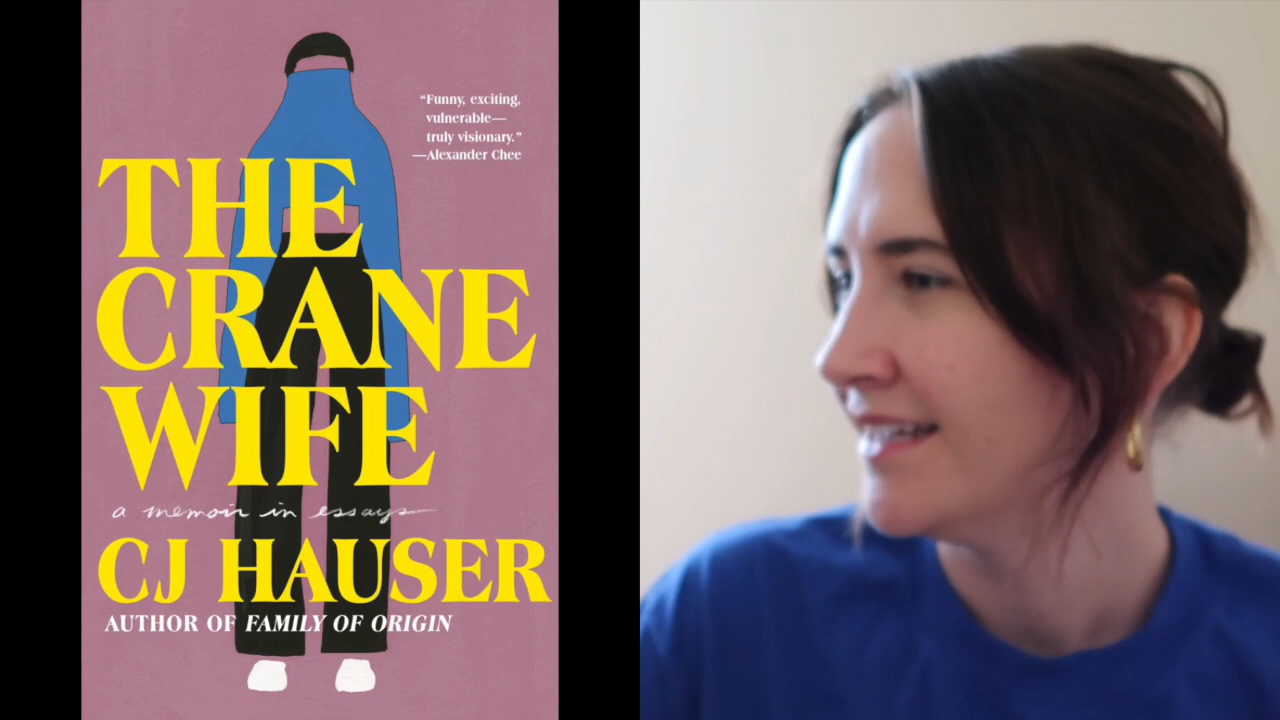 “Funny, exciting,
vulnerable—
truly visionary.”
—Alexander Chee
THE
CRANE
WIFE
a memoir in essays
CJ HAUSER
AUTHOR OF FAMILY OF ORIGIN